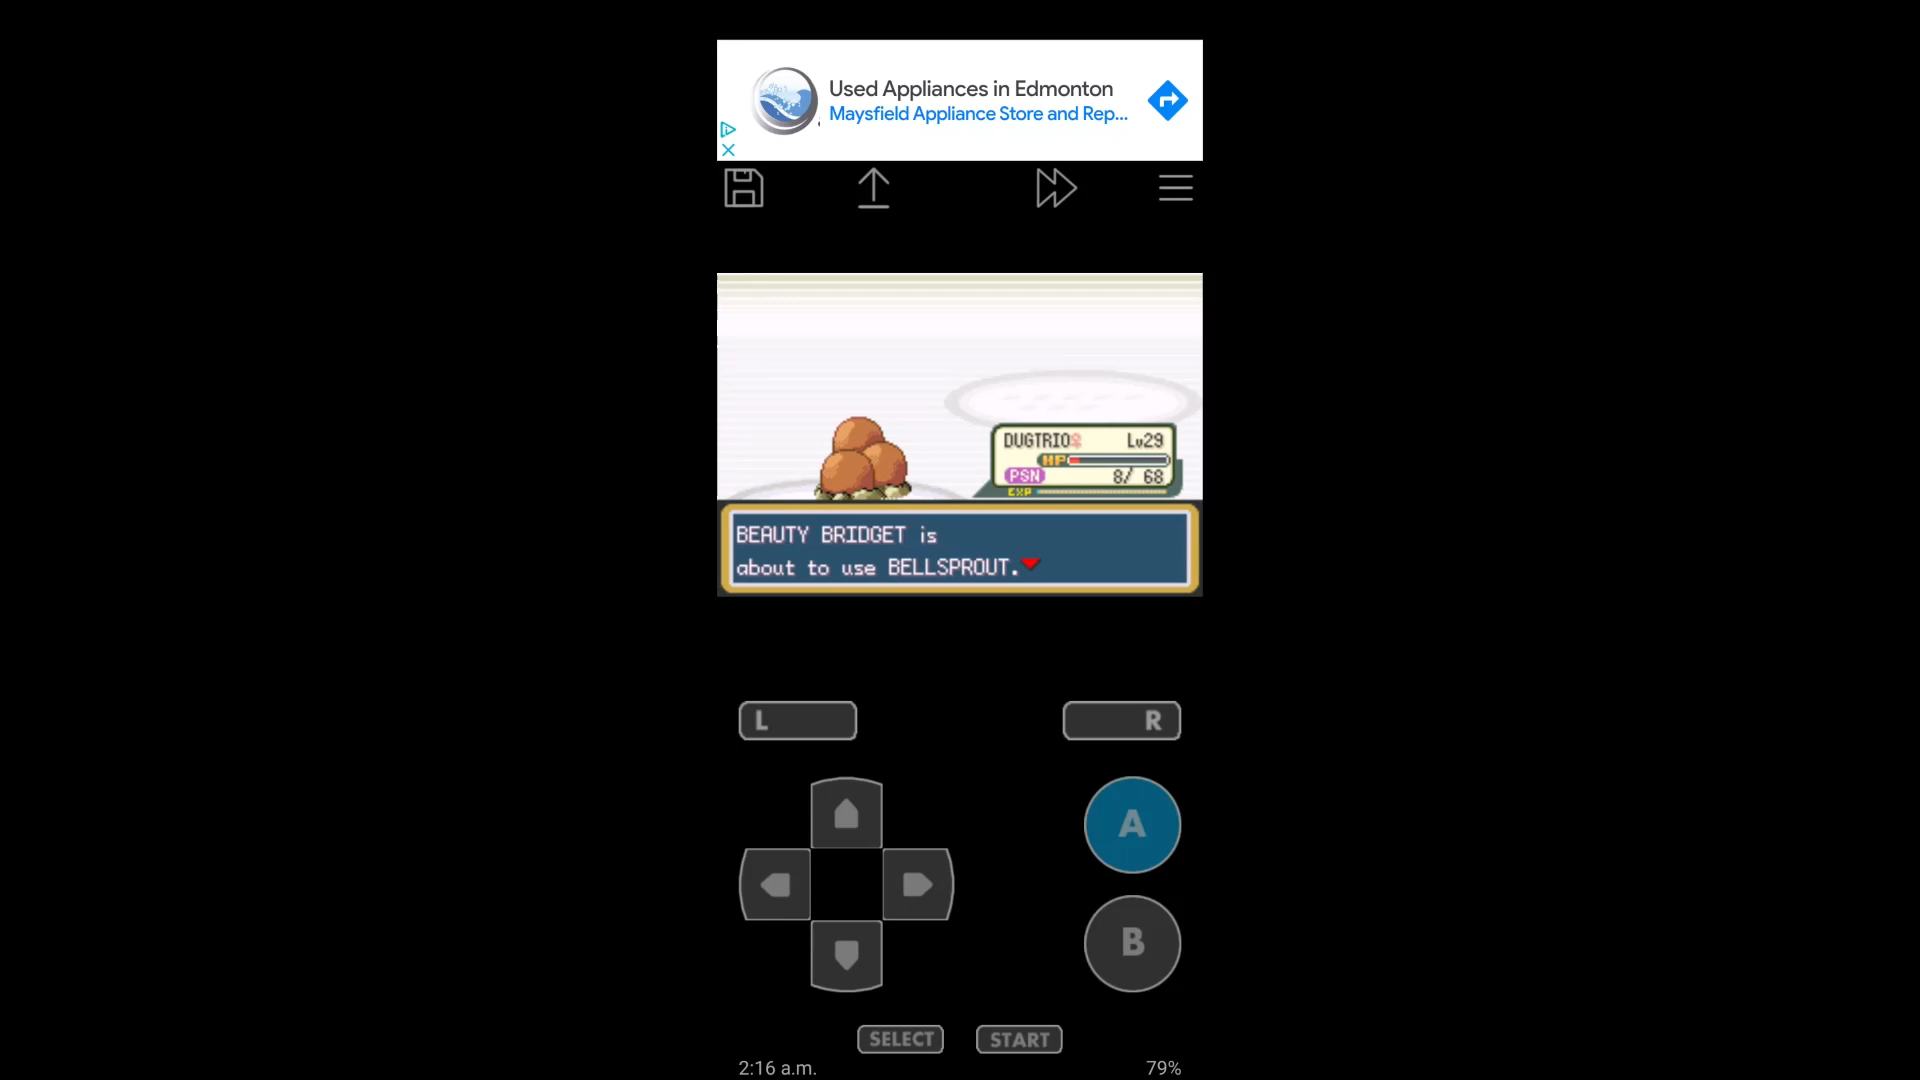 Used Appliances in Edmonton
Maysfield Appliance Store and Rep...
DUGTRIO♀ Lv29
HP
PSN 8/ 68
EXP
BEAUTY BRIDGET is
about to use BELLSPROUT.
L R
A
B
SELECT START
2:16 a.m. 79%